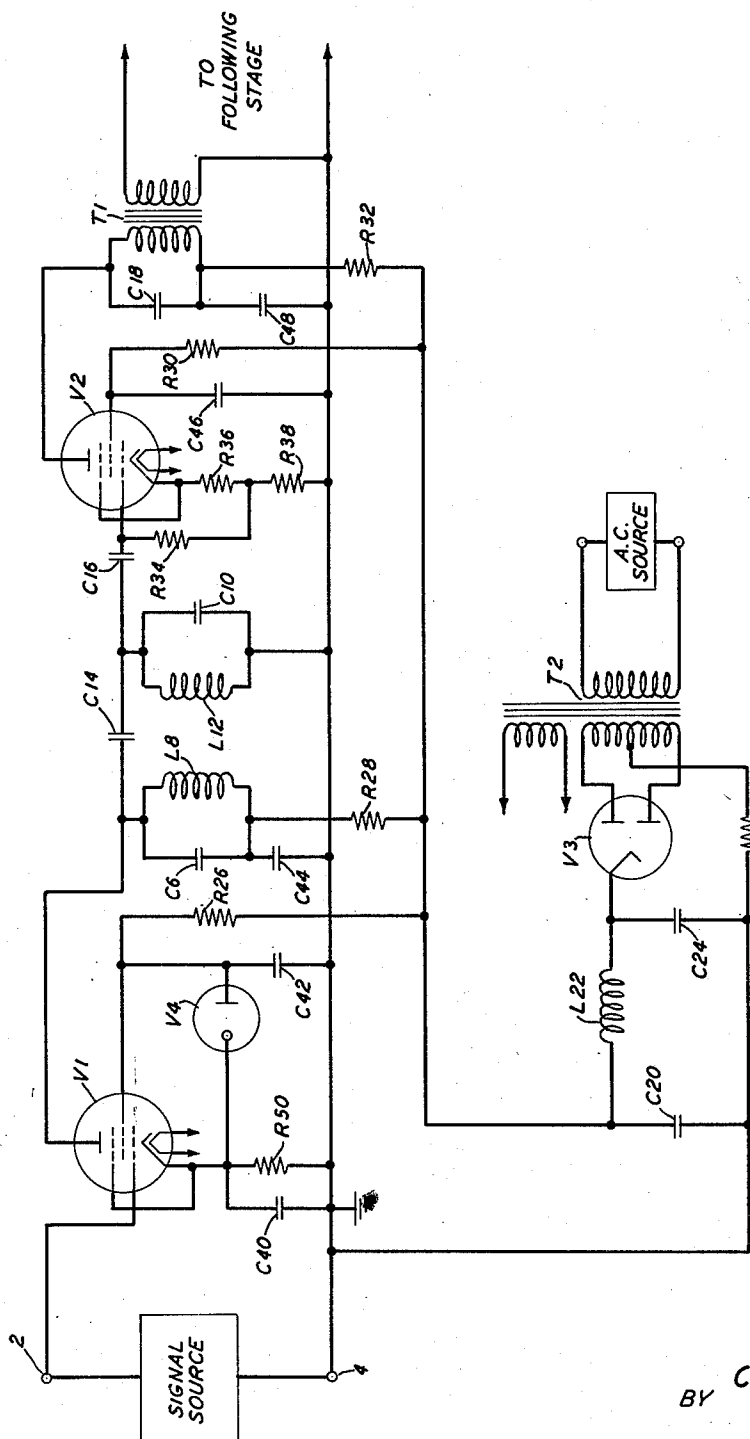 2
SIGNAL
SOURCE
4
V1
C40
R50
V4
C42
R26
C6
C44
L8
R28
C14
L12
C10
C16
R34
V2
R36
R38
C46
R30
C18
C48
T1
R32
TO
FOLLOWING
STAGE
C20
L22
C24
V3
T2
A.C.
SOURCE
BY C